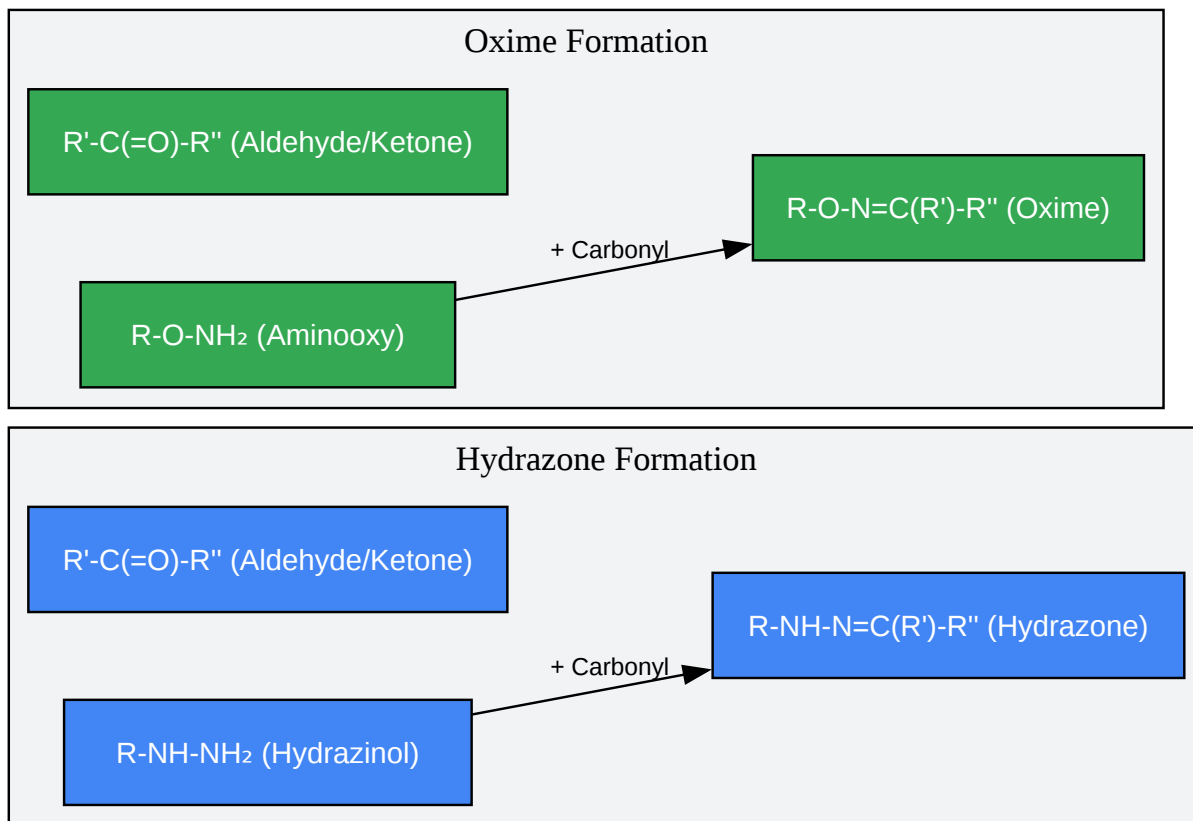 Oxime Formation
R'-C(=O)-R'' (Aldehyde/Ketone)
R-O-N=C(R')-R'' (Oxime)
+ Carbonyl
R-O-NH₂ (Aminooxy)
Hydrazone Formation
R'-C(=O)-R'' (Aldehyde/Ketone)
R-NH-N=C(R')-R'' (Hydrazone)
+ Carbonyl
R-NH-NH₂ (Hydrazinol)